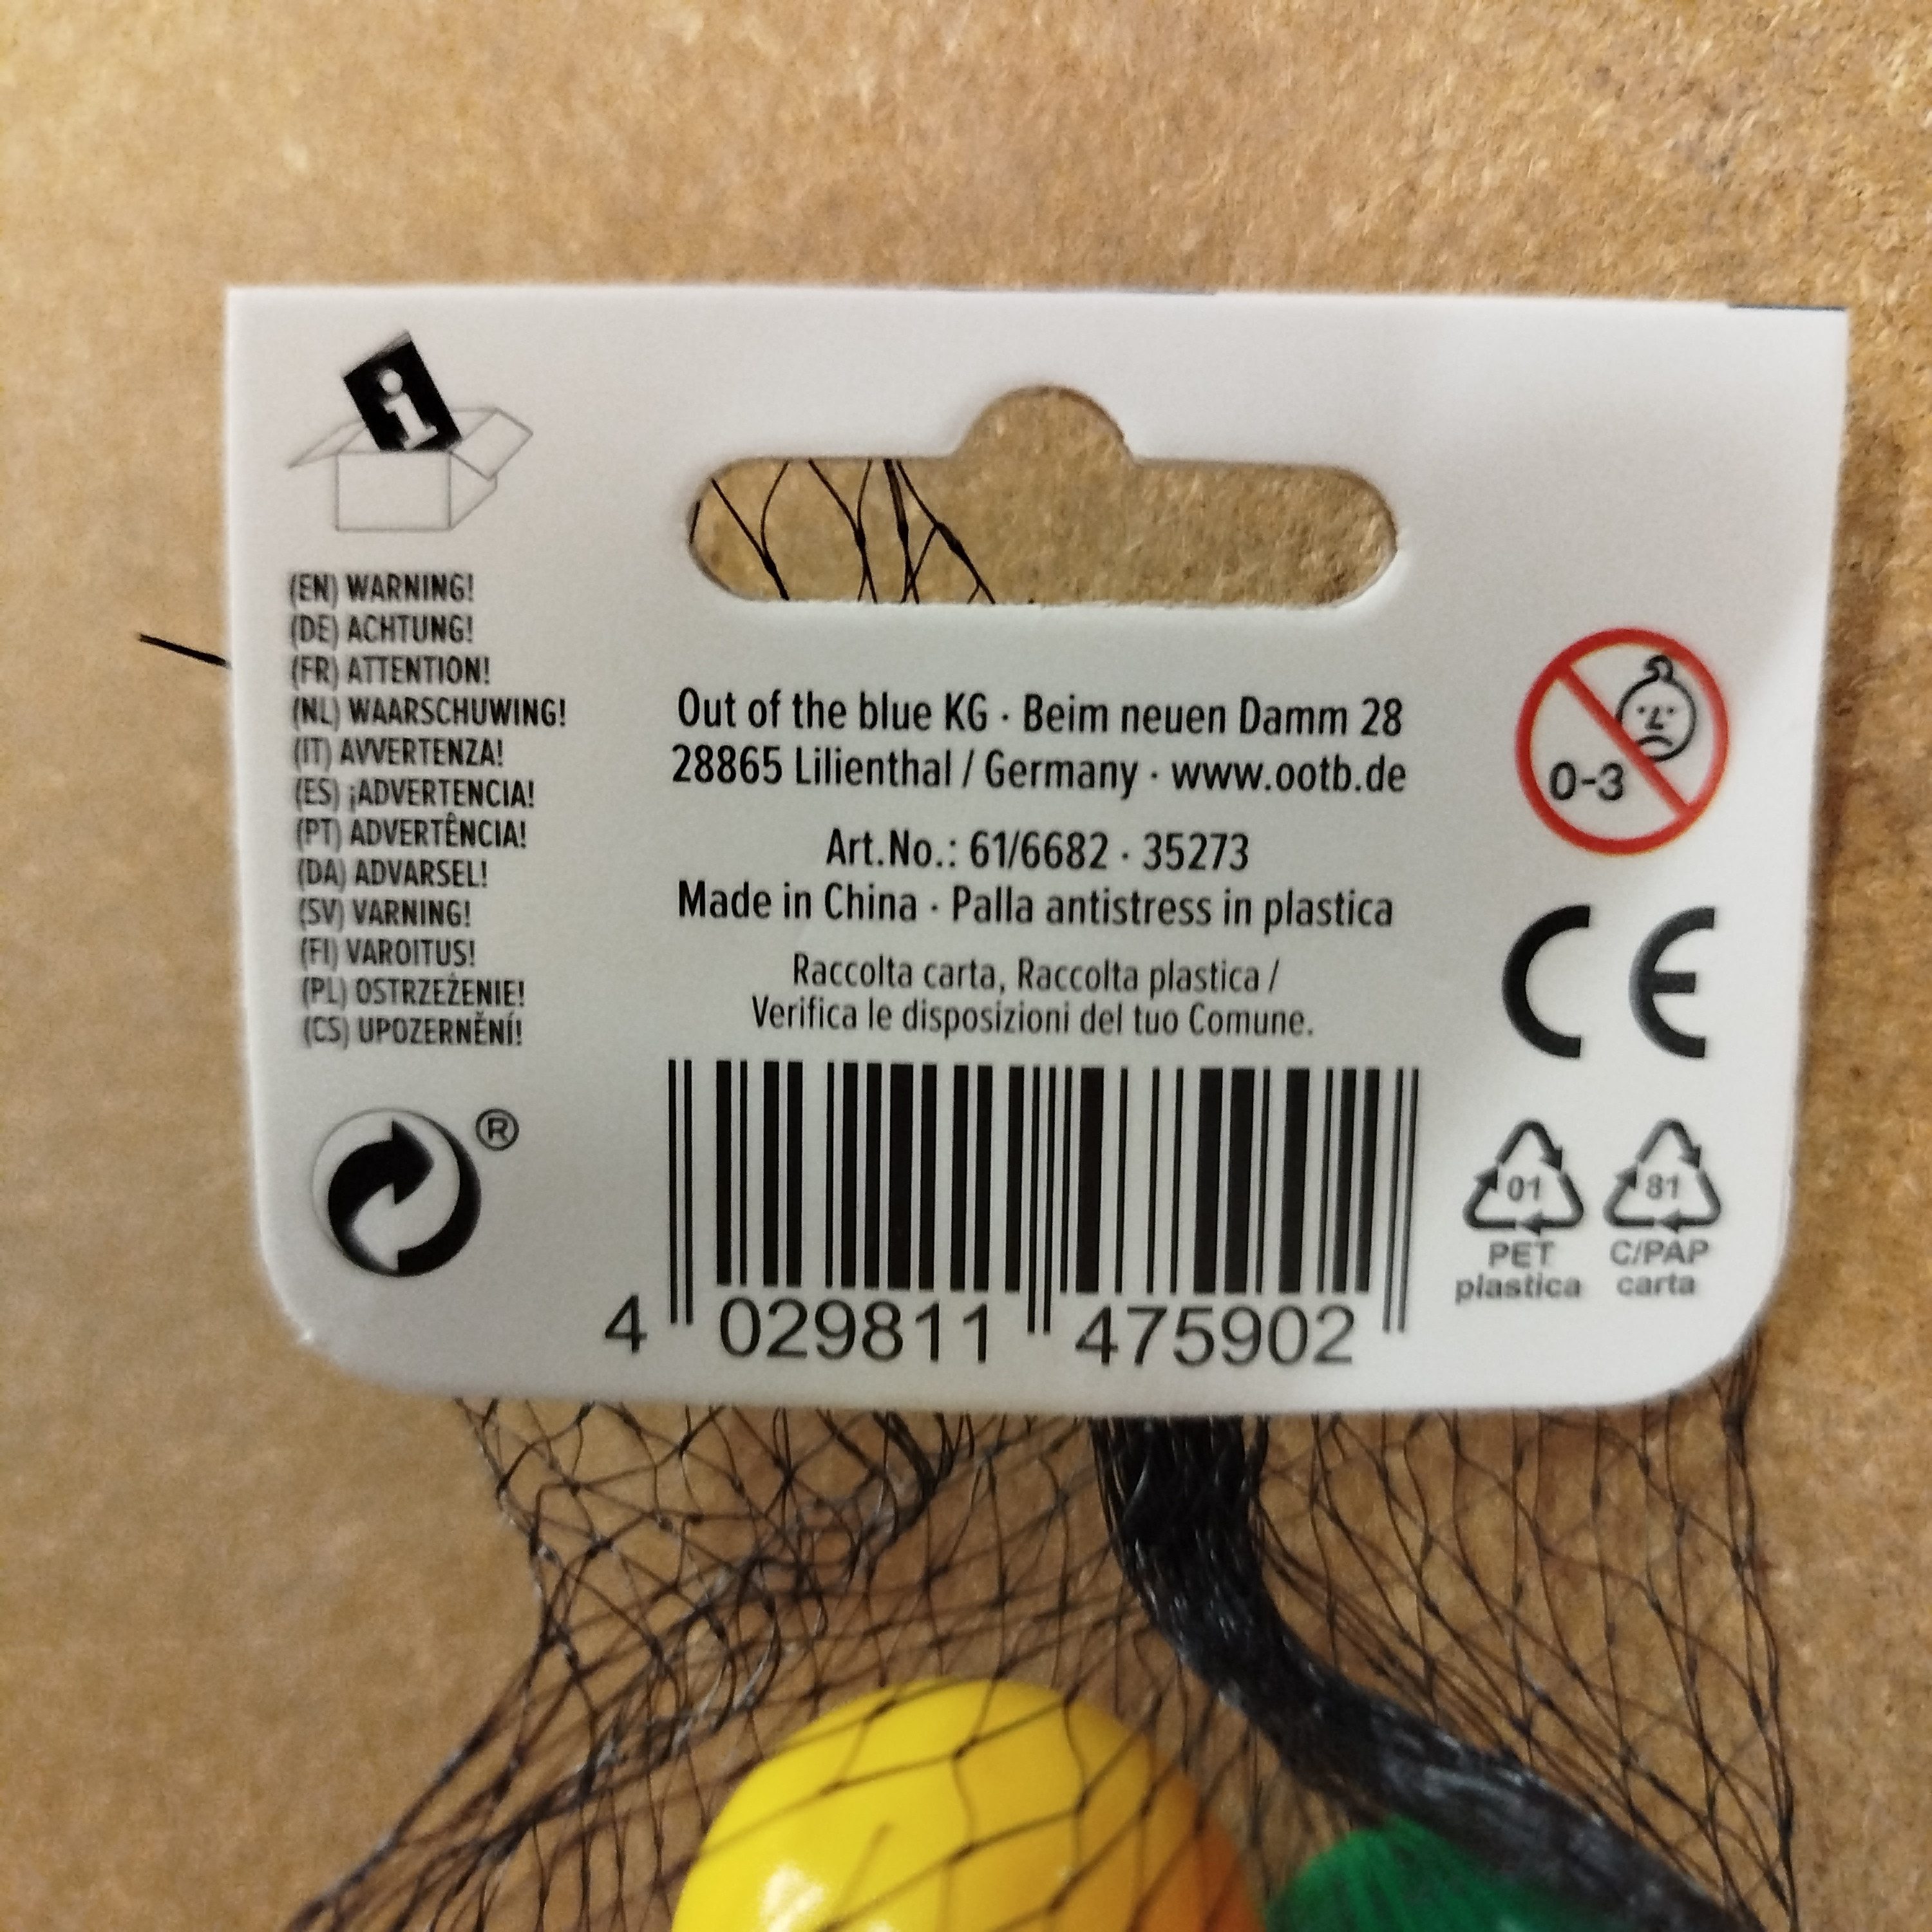 i
(EN) WARNING!
(DE) ACHTUNG!
(FR) ATTENTION!
(NL) WAARSCHUWING!
(IT) AVVERTENZA!
(ES) ¡ADVERTENCIA!
(PT) ADVERTÊNCIA!
(DA) ADVARSEL!
(SV) VARNING!
(FI) VAROITUS!
(PL) OSTRZEŻENIE!
(CS) UPOZERNĚNÍ!
®
Out of the blue KG · Beim neuen Damm 28
28865 Lilienthal / Germany · www.ootb.de
Art.No.: 61/6682 · 35273
Made in China · Palla antistress in plastica
Raccolta carta, Raccolta plastica /
Verifica le disposizioni del tuo Comune.
4 029811 475902
0-3
CE
01 81
PET C/PAP
plastica carta